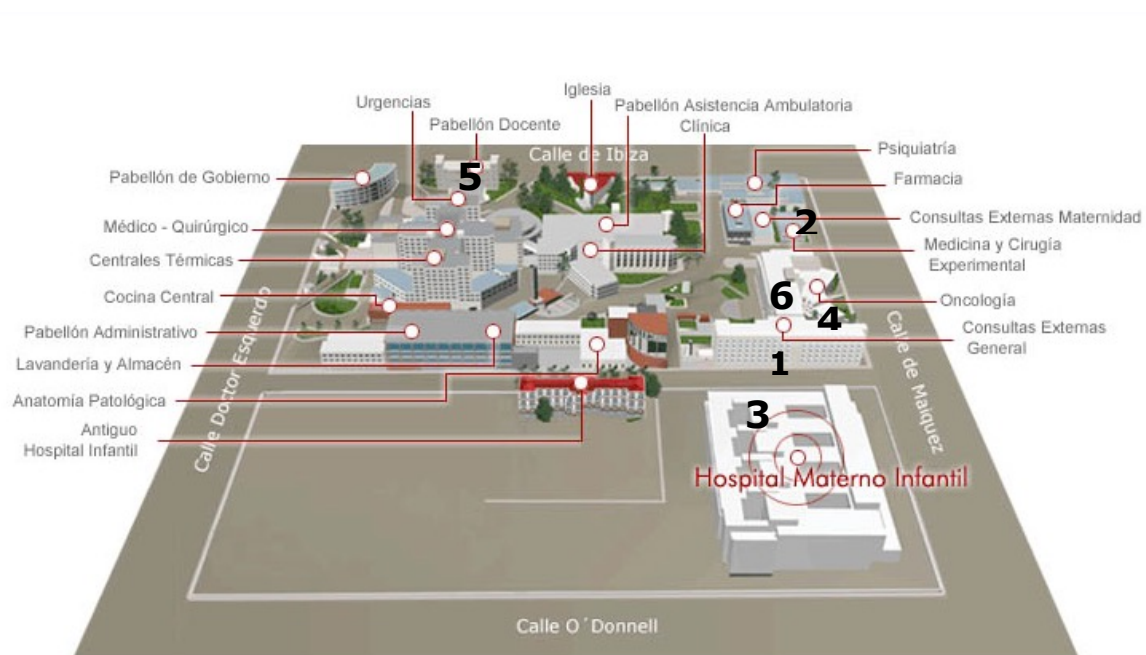 Iglesia
Urgencias
Pabellón Asistencia Ambulatoria
Pabellón Docente
Clínica
Calle de Ibiza
Psiquiatría
5
Pabellón de Gobierno
Farmacia
2
Consultas Externas Maternidad
Médico - Quirúrgico
Medicina y Cirugía
Experimental
Centrales Térmicas
6
Cocina Central
Oncología
4
Pabellón Administrativo
Consultas Externas
General
Lavandería y Almacén
1
Calle Doctor Esquerdo
Calle de Maiquez
Anatomía Patológica
3
Antiguo
Hospital Infantil
Hospital Materno Infantil
Calle O´Donnell